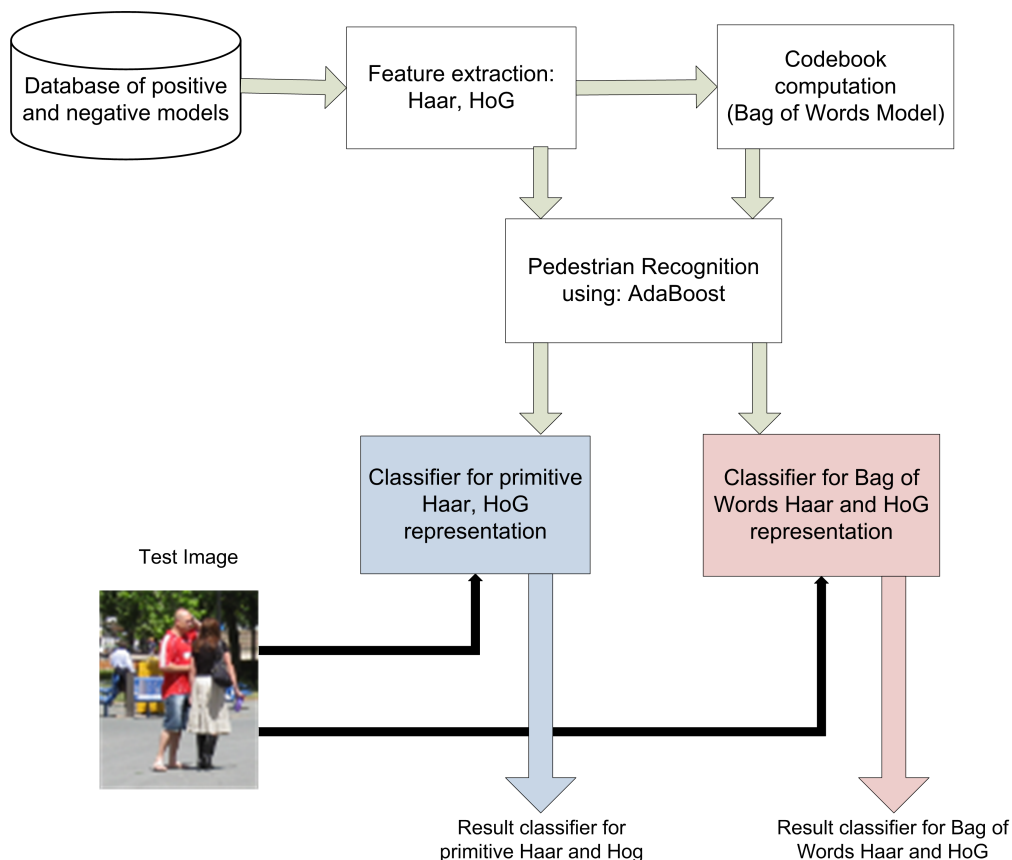 Database of positive
and negative models
Feature extraction:
Haar, HoG
Codebook
computation
(Bag of Words Model)
Pedestrian Recognition
using: AdaBoost
Classifier for primitive
Haar, HoG
representation
Classifier for Bag of
Words Haar and HoG
representation
Test Image
Result classifier for
primitive Haar and Hog
Result classifier for Bag of
Words Haar and HoG